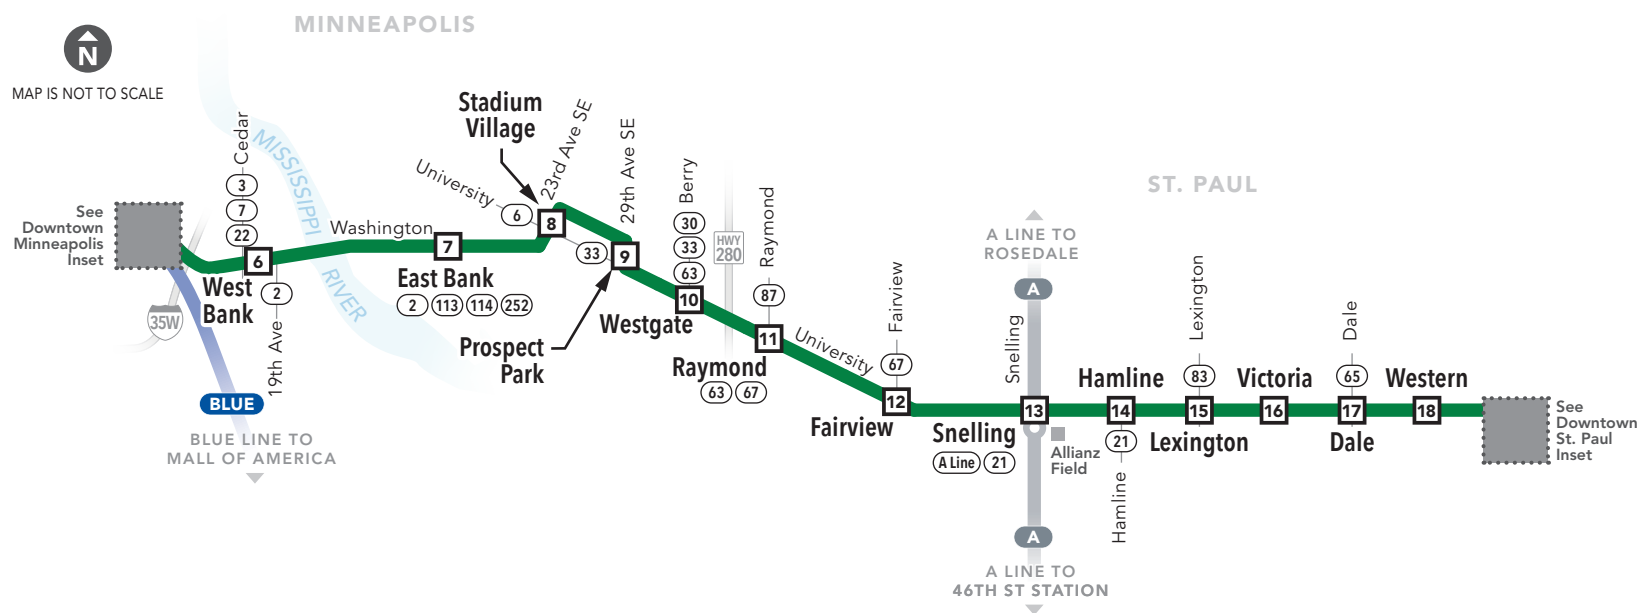 MINNEAPOLIS
N
MAP IS NOT TO SCALE
See
Downtown
Minneapolis
Inset
35W
Cedar
3
7
22
6
West
Bank
2
19th Ave
BLUE
BLUE LINE TO
MALL OF AMERICA
MISSISSIPPI
RIVER
Washington
7
East Bank
2 113 114 252
Stadium
Village
University
6
8
23rd Ave SE
33
29th Ave SE
9
Prospect
Park
Berry
30
33
63
10
Westgate
HWY
280
Raymond
87
11
Raymond
63 67
University
Fairview
67
12
Fairview
ST. PAUL
A LINE TO
ROSEDALE
A
Snelling
13
Snelling
A Line 21
Allianz
Field
A
A LINE TO
46TH ST STATION
Hamline
14
21
Hamline
Lexington
83
15
Lexington
Victoria
16
Dale
65
17
Dale
Western
18
See
Downtown
St. Paul
Inset